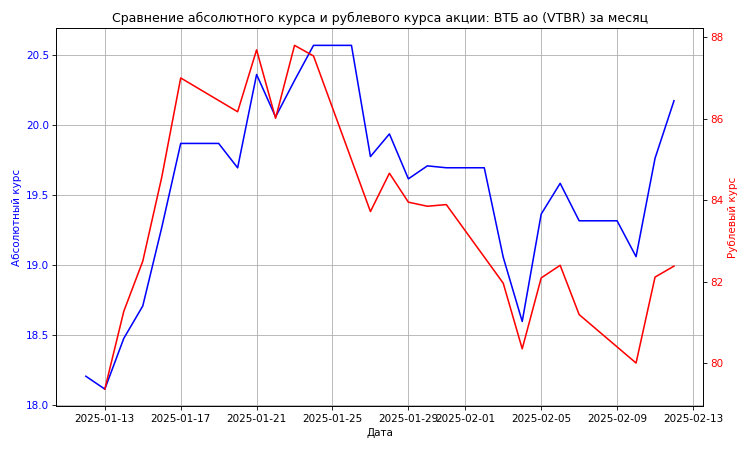 Сравнение абсолютного курса и рублевого курса акции: ВТБ ао (VTBR) за месяц
20.5
20.0
19.5
19.0
18.5
18.0
Абсолютный курс
88
86
84
82
80
Рублевый курс
2025-01-13 2025-01-17 2025-01-21 2025-01-25 2025-01-29 2025-02-01 2025-02-05 2025-02-09 2025-02-13
Дата